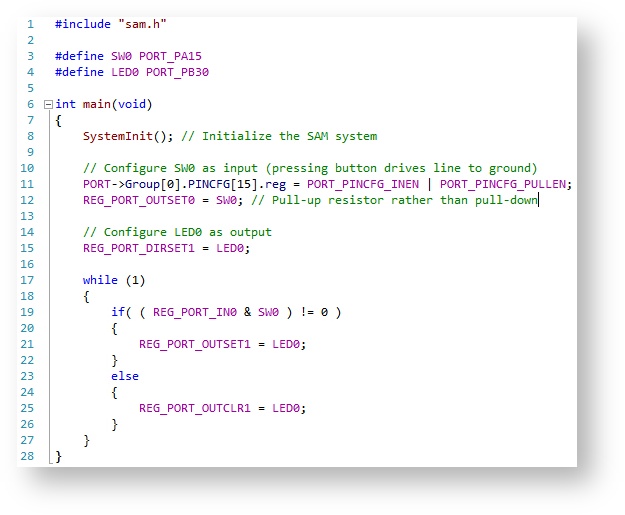 1 #include "sam.h"
2
3 #define SW0 PORT_PA15
4 #define LED0 PORT_PB30
5
6 int main(void)
7 {
8 SystemInit(); // Initialize the SAM system
9
10 // Configure SW0 as input (pressing button drives line to ground)
11 PORT->Group[0].PINCFG[15].reg = PORT_PINCFG_INEN | PORT_PINCFG_PULLEN;
12 REG_PORT_OUTSET0 = SW0; // Pull-up resistor rather than pull-down
13
14 // Configure LED0 as output
15 REG_PORT_DIRSET1 = LED0;
16
17 while (1)
18 {
19 if( ( REG_PORT_IN0 & SW0 ) != 0 )
20 {
21 REG_PORT_OUTSET1 = LED0;
22 }
23 else
24 {
25 REG_PORT_OUTCLR1 = LED0;
26 }
27 }
28 }